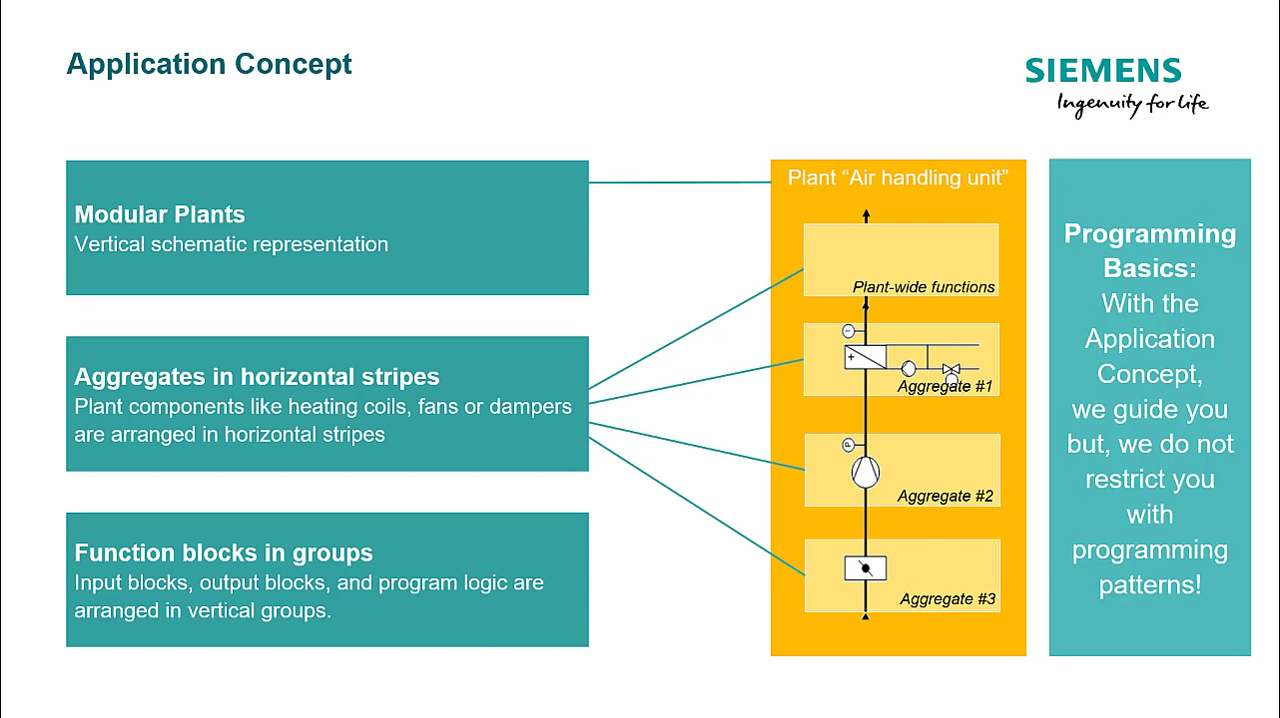 Application Concept
SIEMENS
Ingenuity for life
Modular Plants
Vertical schematic representation
Aggregates in horizontal stripes
Plant components like heating coils, fans or dampers
are arranged in horizontal stripes
Function blocks in groups
Input blocks, output blocks, and program logic are
arranged in vertical groups.
Plant “Air handling unit”
Plant-wide functions
T
+
Aggregate #1
P
Aggregate #2
Aggregate #3
Programming
Basics:
With the
Application
Concept,
we guide you
but, we do not
restrict you
with
programming
patterns!